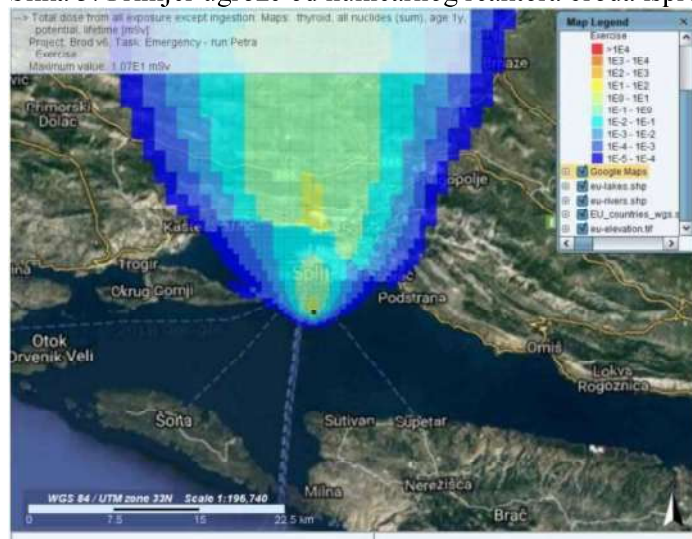 --> Total dose from all exposure except ingestion. Maps: thyroid, all nuclides (sum), age 1y,
potential, lifetime [mSv]
Project: Brod v6, Task: Emergency - run Petra
Exercise
Maximum value: 1.07E1 mSv
Map Legend
Exercise
>1E4
1E3 - 1E4
1E2 - 1E3
1E1 - 1E2
1E0 - 1E1
1E-1 - 1E0
1E-2 - 1E-1
1E-3 - 1E-2
1E-4 - 1E-3
1E-5 - 1E-4
Google Maps
eu-lakes.shp
eu-rivers.shp
EU_countries_wgs.s
eu-elevation.tif
Primorski
Dolac
Trogir
Okrug Gornji
Split
Podstrana
Otok
Drvenik Veli
Omiš
Lokva
Rogoznica
Šolta
Sutivan
Supetar
Milna
Nerežišća
Brač
WGS 84 / UTM zone 33N Scale 1:196,740
0 7.5 15 22.5 km